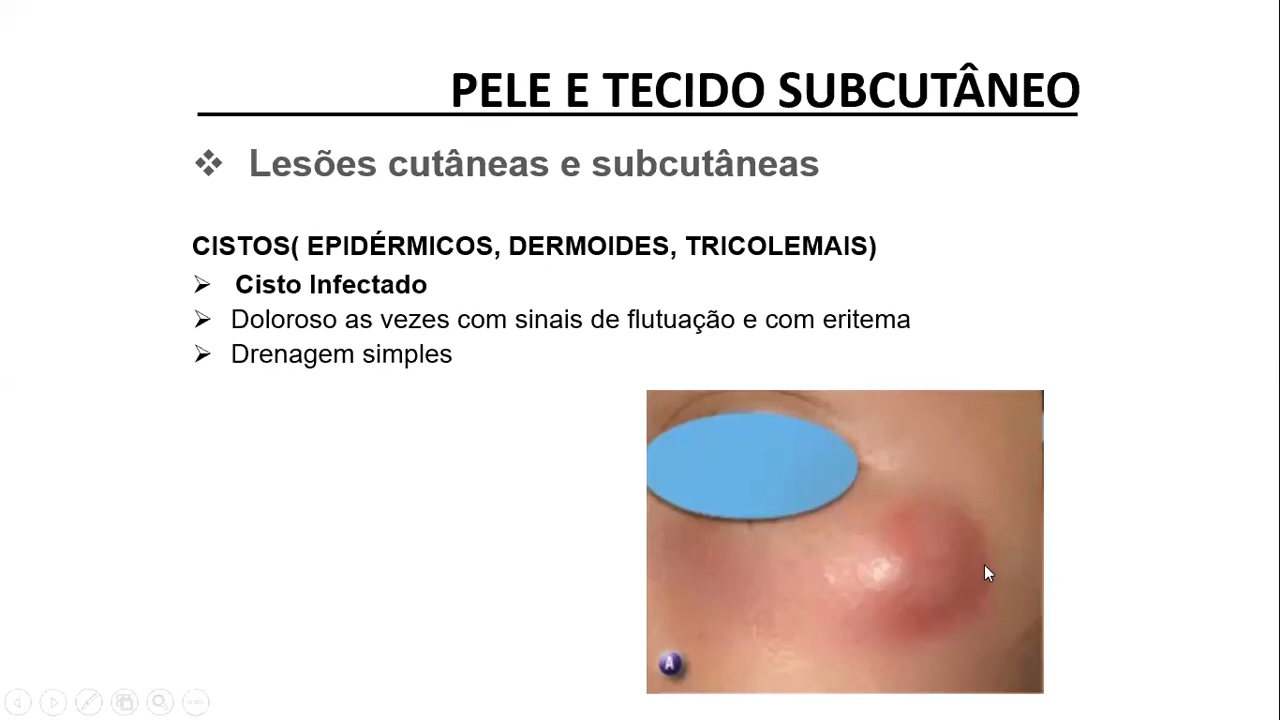 PELE E TECIDO SUBCUTÂNEO
Lesões cutâneas e subcutâneas
CISTOS( EPIDÉRMICOS, DERMOIDES, TRICOLEMAIS)
Cisto Infectado
Doloroso as vezes com sinais de flutuação e com eritema
Drenagem simples
A